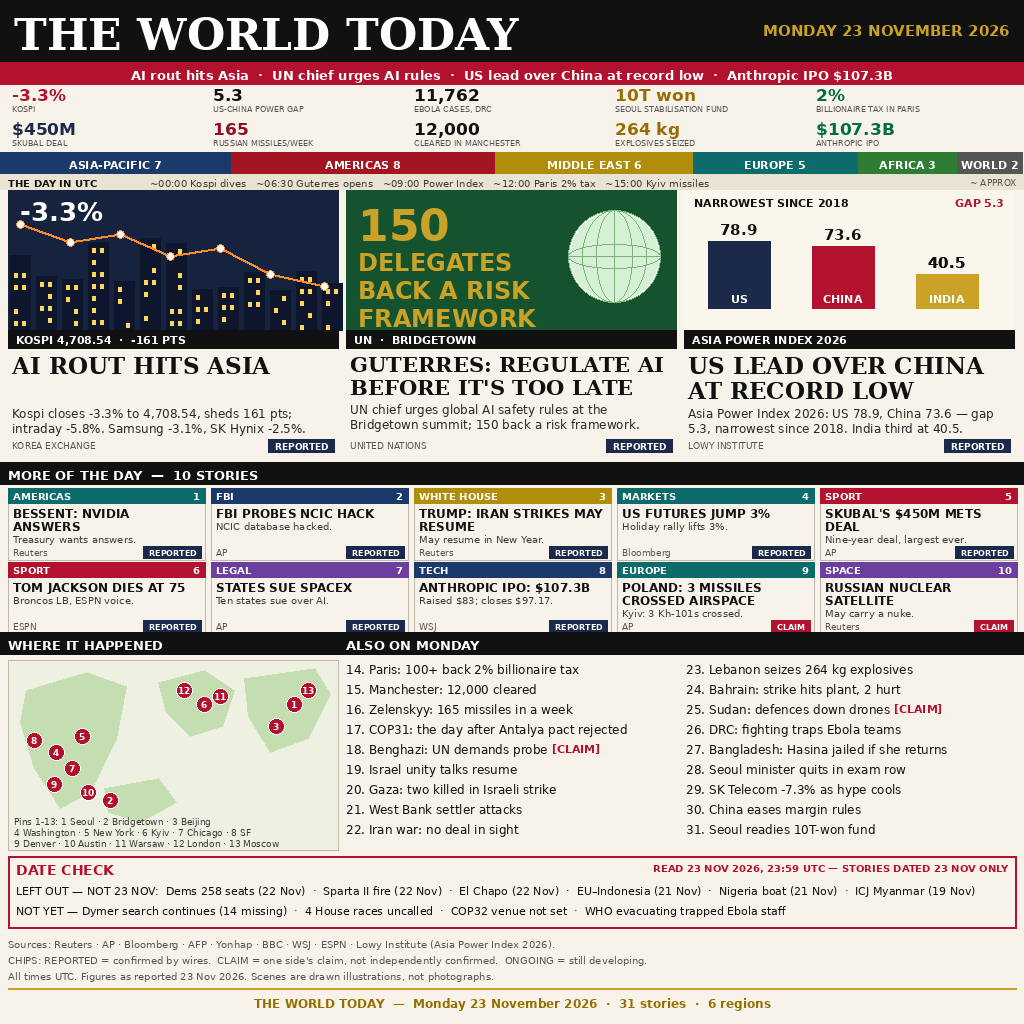 THE WORLD TODAY
MONDAY 23 NOVEMBER 2026
AI rout hits Asia · UN chief urges AI rules · US lead over China at record low · Anthropic IPO $107.3B
-3.3%
KOSPI
5.3
US-CHINA POWER GAP
11,762
EBOLA CASES, DRC
10T won
SEOUL STABILISATION FUND
2%
BILLIONAIRE TAX IN PARIS
$450M
SKUBAL DEAL
165
RUSSIAN MISSILES/WEEK
12,000
CLEARED IN MANCHESTER
264 kg
EXPLOSIVES SEIZED
$107.3B
ANTHROPIC IPO
ASIA-PACIFIC 7
AMERICAS 8
MIDDLE EAST 6
EUROPE 5
AFRICA 3
WORLD 2
THE DAY IN UTC
~00:00 Kospi dives ~06:30 Guterres opens ~09:00 Power Index ~12:00 Paris 2% tax ~15:00 Kyiv missiles
~ APPROX
-3.3%
KOSPI 4,708.54 · -161 PTS
AI ROUT HITS ASIA
Kospi closes -3.3% to 4,708.54, sheds 161 pts;
intraday -5.8%. Samsung -3.1%, SK Hynix -2.5%.
KOREA EXCHANGE
REPORTED
150
DELEGATES
BACK A RISK
FRAMEWORK
UN · BRIDGETOWN
GUTERRES: REGULATE AI
BEFORE IT'S TOO LATE
UN chief urges global AI safety rules at the
Bridgetown summit; 150 back a risk framework.
UNITED NATIONS
REPORTED
NARROWEST SINCE 2018
GAP 5.3
78.9
73.6
40.5
US
CHINA
INDIA
ASIA POWER INDEX 2026
US LEAD OVER CHINA
AT RECORD LOW
Asia Power Index 2026: US 78.9, China 73.6 — gap
5.3, narrowest since 2018. India third at 40.5.
LOWY INSTITUTE
REPORTED
MORE OF THE DAY — 10 STORIES
AMERICAS 1
BESSENT: NVIDIA
ANSWERS
Treasury wants answers.
Reuters
REPORTED
FBI 2
FBI PROBES NCIC HACK
NCIC database hacked.
AP
REPORTED
WHITE HOUSE 3
TRUMP: IRAN STRIKES MAY
RESUME
May resume in New Year.
Reuters
REPORTED
MARKETS 4
US FUTURES JUMP 3%
Holiday rally lifts 3%.
Bloomberg
REPORTED
SPORT 5
SKUBAL'S $450M METS
DEAL
Nine-year deal, largest ever.
AP
REPORTED
SPORT 6
TOM JACKSON DIES AT 75
Broncos LB, ESPN voice.
ESPN
REPORTED
LEGAL 7
STATES SUE SPACEX
Ten states sue over AI.
AP
REPORTED
TECH 8
ANTHROPIC IPO: $107.3B
Raised $83; closes $97.17.
WSJ
REPORTED
EUROPE 9
POLAND: 3 MISSILES
CROSSED AIRSPACE
Kyiv: 3 Kh-101s crossed.
AP
CLAIM
SPACE 10
RUSSIAN NUCLEAR
SATELLITE
May carry a nuke.
Reuters
CLAIM
WHERE IT HAPPENED
12
6
11
13
1
3
8
4
5
7
9
10
2
Pins 1-13: 1 Seoul · 2 Bridgetown · 3 Beijing
4 Washington · 5 New York · 6 Kyiv · 7 Chicago · 8 SF
9 Denver · 10 Austin · 11 Warsaw · 12 London · 13 Moscow
ALSO ON MONDAY
14. Paris: 100+ back 2% billionaire tax
15. Manchester: 12,000 cleared
16. Zelenskyy: 165 missiles in a week
17. COP31: the day after Antalya pact rejected
18. Benghazi: UN demands probe [CLAIM]
19. Israel unity talks resume
20. Gaza: two killed in Israeli strike
21. West Bank settler attacks
22. Iran war: no deal in sight
23. Lebanon seizes 264 kg explosives
24. Bahrain: strike hits plant, 2 hurt
25. Sudan: defences down drones [CLAIM]
26. DRC: fighting traps Ebola teams
27. Bangladesh: Hasina jailed if she returns
28. Seoul minister quits in exam row
29. SK Telecom -7.3% as hype cools
30. China eases margin rules
31. Seoul readies 10T-won fund
DATE CHECK
READ 23 NOV 2026, 23:59 UTC — STORIES DATED 23 NOV ONLY
LEFT OUT — NOT 23 NOV: Dems 258 seats (22 Nov) · Sparta II fire (22 Nov) · El Chapo (22 Nov) · EU–Indonesia (21 Nov) · Nigeria boat (21 Nov) · ICJ Myanmar (19 Nov)
NOT YET — Dymer search continues (14 missing) · 4 House races uncalled · COP32 venue not set · WHO evacuating trapped Ebola staff
Sources: Reuters · AP · Bloomberg · AFP · Yonhap · BBC · WSJ · ESPN · Lowy Institute (Asia Power Index 2026).
CHIPS: REPORTED = confirmed by wires. CLAIM = one side's claim, not independently confirmed. ONGOING = still developing.
All times UTC. Figures as reported 23 Nov 2026. Scenes are drawn illustrations, not photographs.
THE WORLD TODAY — Monday 23 November 2026 · 31 stories · 6 regions